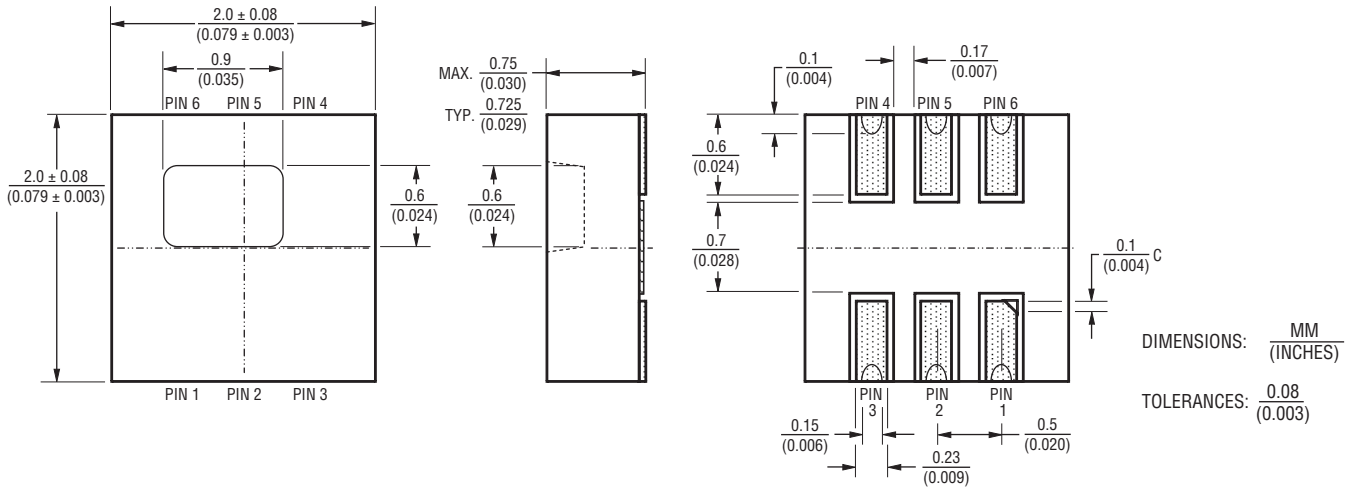 2.0 ± 0.08
(0.079 ± 0.003)
0.9
(0.035)
PIN 6 PIN 5 PIN 4
2.0 ± 0.08
(0.079 ± 0.003)
0.6
(0.024)
PIN 1 PIN 2 PIN 3
MAX. 0.75
(0.030)
TYP. 0.725
(0.029)
0.6
(0.024)
0.1
(0.004)
0.17
(0.007)
PIN 4 PIN 5 PIN 6
0.6
(0.024)
0.7
(0.028)
0.1
(0.004) C
PIN
3
PIN
2
PIN
1
0.15
(0.006)
0.23
(0.009)
0.5
(0.020)
DIMENSIONS: MM
(INCHES)
TOLERANCES: 0.08
(0.003)